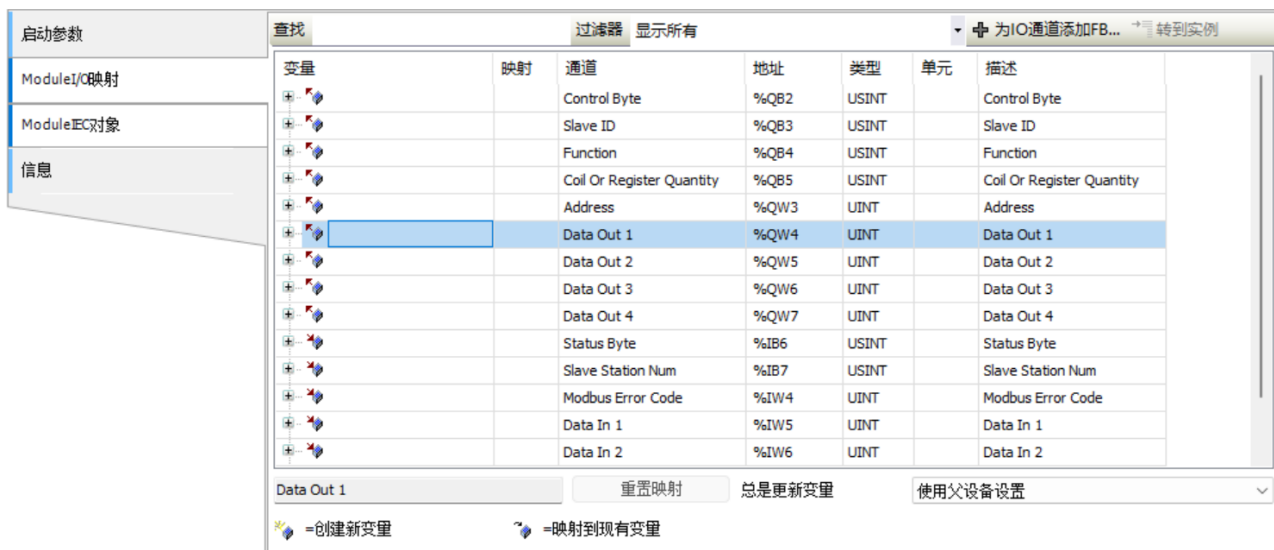 启动参数
ModuleI/O映射
ModuleIEC对象
信息
查找 过滤器 显示所有 为IO通道添加FB... 转到实例
变量 映射 通道 地址 类型 单元 描述
Control Byte %QB2 USINT Control Byte
Slave ID %QB3 USINT Slave ID
Function %QB4 USINT Function
Coil Or Register Quantity %QB5 USINT Coil Or Register Quantity
Address %QW3 UINT Address
Data Out 1 %QW4 UINT Data Out 1
Data Out 2 %QW5 UINT Data Out 2
Data Out 3 %QW6 UINT Data Out 3
Data Out 4 %QW7 UINT Data Out 4
Status Byte %IB6 USINT Status Byte
Slave Station Num %IB7 USINT Slave Station Num
Modbus Error Code %IW4 UINT Modbus Error Code
Data In 1 %IW5 UINT Data In 1
Data In 2 %IW6 UINT Data In 2
Data Out 1 重置映射 总是更新变量 使用父设备设置
=创建新变量 =映射到现有变量